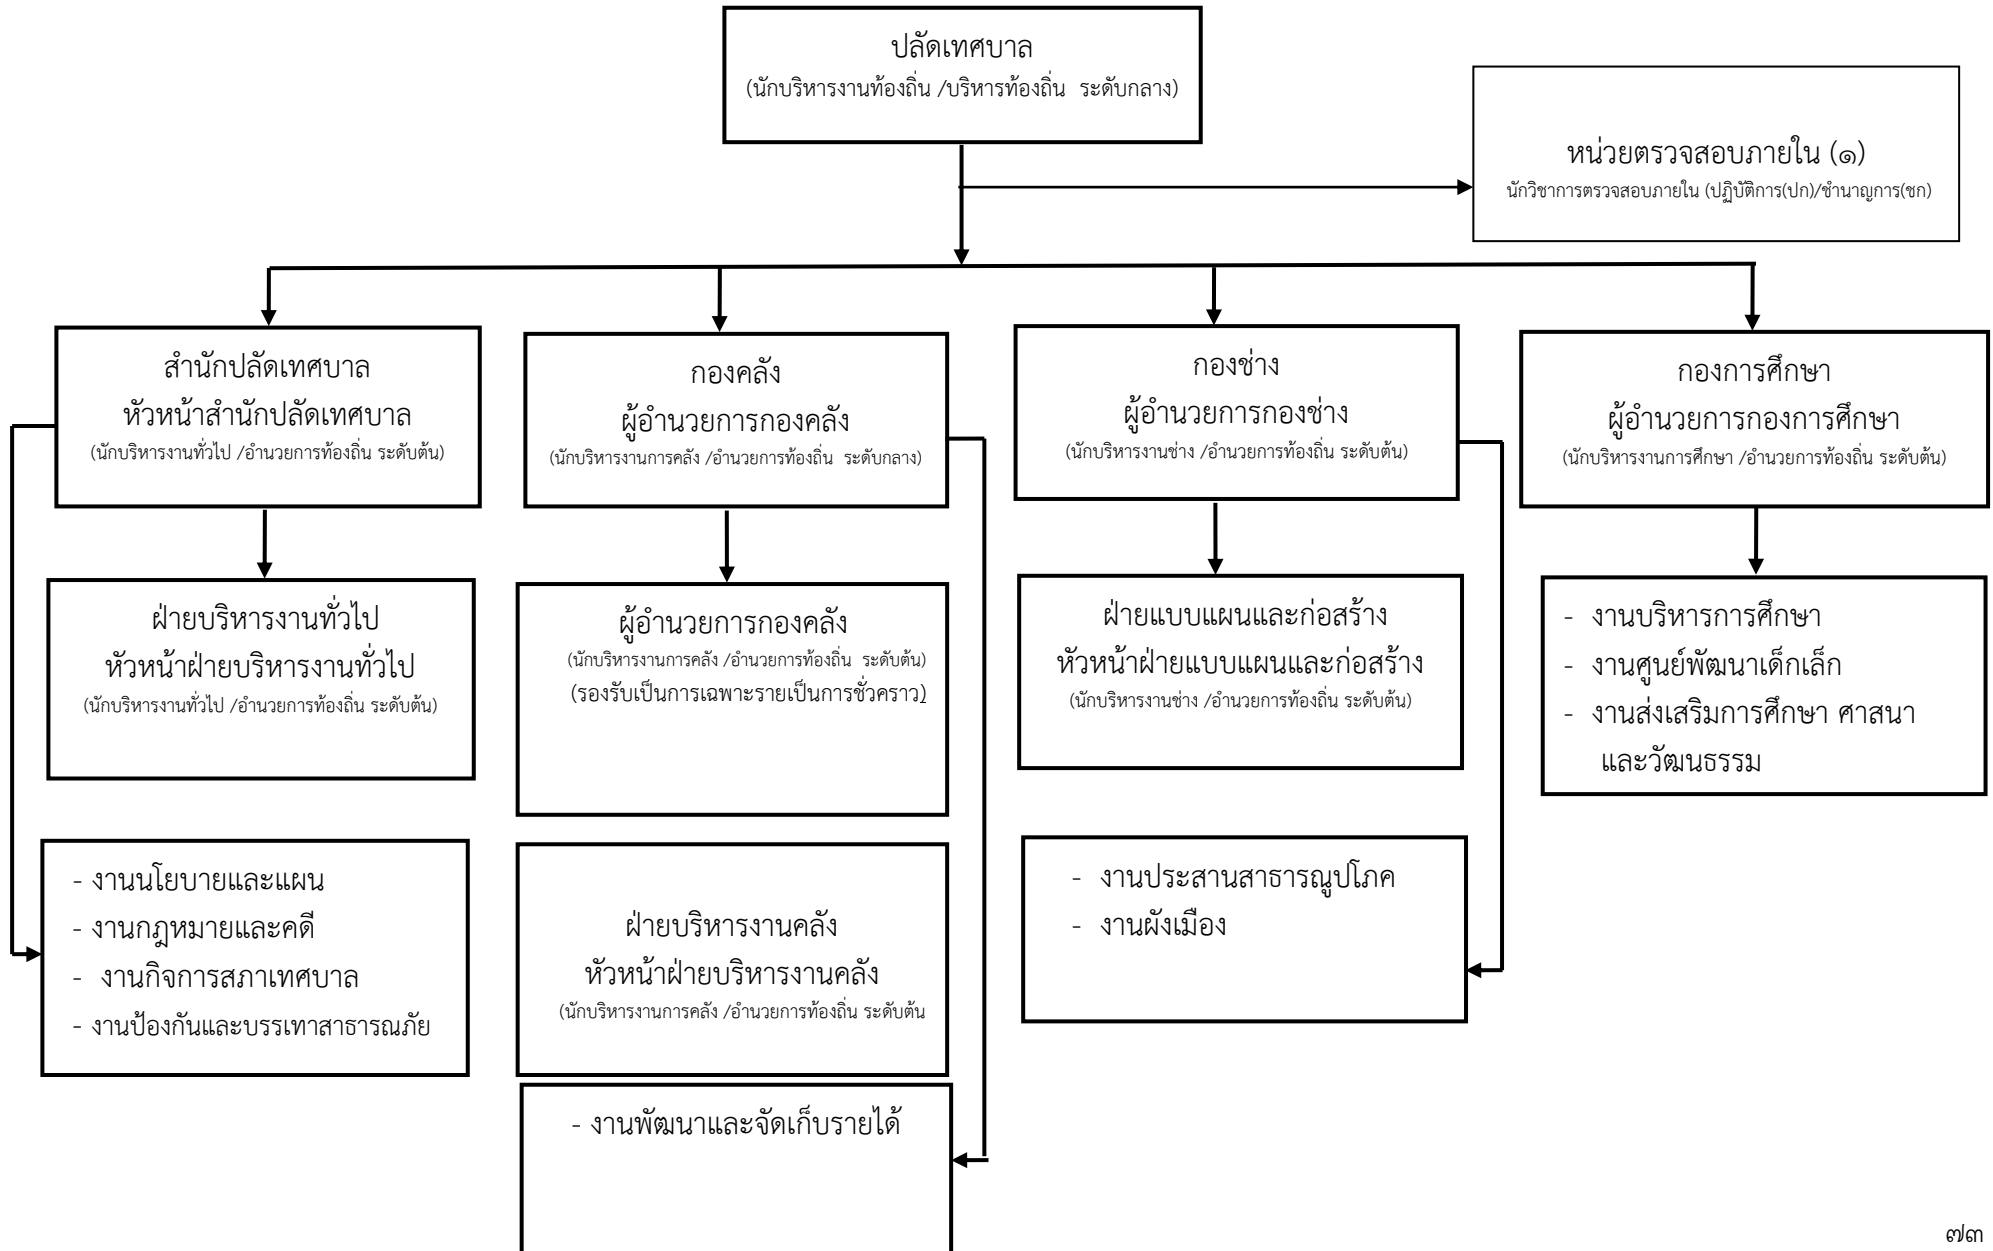 ปลัดเทศบาล
(นักบริหารงานท้องถิ่น /บริหารท้องถิ่น ระดับกลาง)
หน่วยตรวจสอบภายใน (๑)
นักวิชาการตรวจสอบภายใน (ปฏิบัติการ(ปก)/ชำนาญการ(ชก)
สำนักปลัดเทศบาล
หัวหน้าสำนักปลัดเทศบาล
(นักบริหารงานทั่วไป /อำนวยการท้องถิ่น ระดับต้น)
กองคลัง
ผู้อำนวยการกองคลัง
(นักบริหารงานการคลัง /อำนวยการท้องถิ่น ระดับกลาง)
กองช่าง
ผู้อำนวยการกองช่าง
(นักบริหารงานช่าง /อำนวยการท้องถิ่น ระดับต้น)
กองการศึกษา
ผู้อำนวยการกองการศึกษา
(นักบริหารงานการศึกษา /อำนวยการท้องถิ่น ระดับต้น)
ฝ่ายบริหารงานทั่วไป
หัวหน้าฝ่ายบริหารงานทั่วไป
(นักบริหารงานทั่วไป /อำนวยการท้องถิ่น ระดับต้น)
ผู้อำนวยการกองคลัง
(นักบริหารงานการคลัง /อำนวยการท้องถิ่น ระดับต้น)
(รองรับเป็นการเฉพาะรายเป็นการชั่วคราว)
ฝ่ายแบบแผนและก่อสร้าง
หัวหน้าฝ่ายแบบแผนและก่อสร้าง
(นักบริหารงานช่าง /อำนวยการท้องถิ่น ระดับต้น)
- งานบริหารการศึกษา
- งานศูนย์พัฒนาเด็กเล็ก
- งานส่งเสริมการศึกษา ศาสนา
และวัฒนธรรม
- งานนโยบายและแผน
- งานกฎหมายและคดี
- งานกิจการสภาเทศบาล
- งานป้องกันและบรรเทาสาธารณภัย
ฝ่ายบริหารงานคลัง
หัวหน้าฝ่ายบริหารงานคลัง
(นักบริหารงานการคลัง /อำนวยการท้องถิ่น ระดับต้น
- งานประสานสาธารณูปโภค
- งานผังเมือง
- งานพัฒนาและจัดเก็บรายได้
๗๓